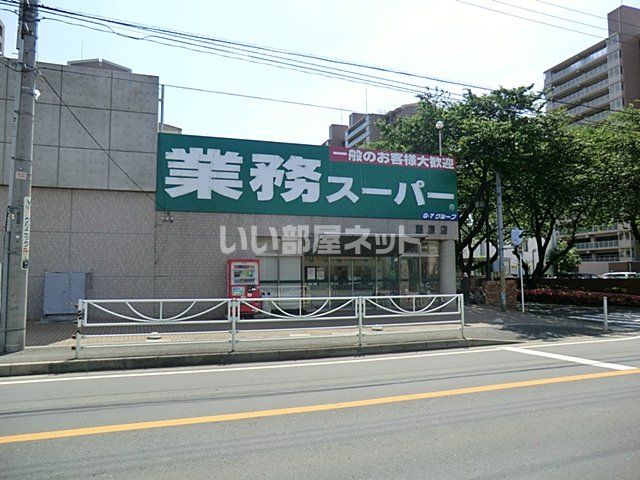 一般のお客様大歓迎
業務スーパー®
G-7グループ
いい部屋ネット